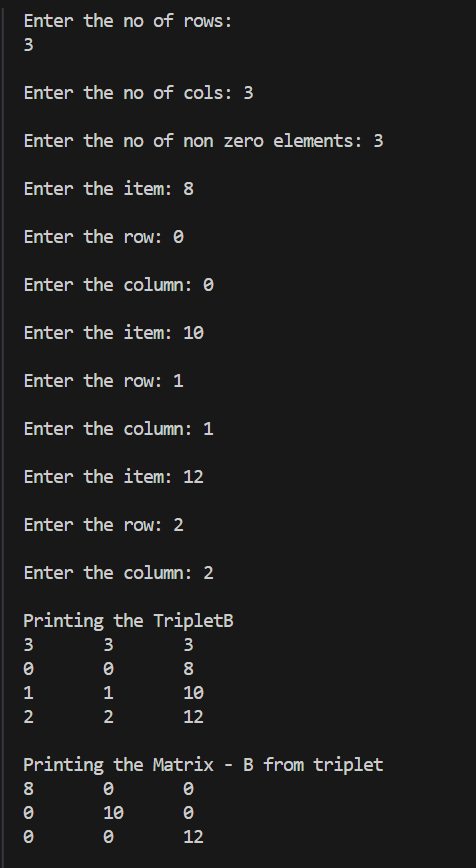 Enter the no of rows:
3
Enter the no of cols: 3
Enter the no of non zero elements: 3
Enter the item: 8
Enter the row: 0
Enter the column: 0
Enter the item: 10
Enter the row: 1
Enter the column: 1
Enter the item: 12
Enter the row: 2
Enter the column: 2
Printing the TripletB
3 3 3
0 0 8
1 1 10
2 2 12
Printing the Matrix - B from triplet
8 0 0
0 10 0
0 0 12